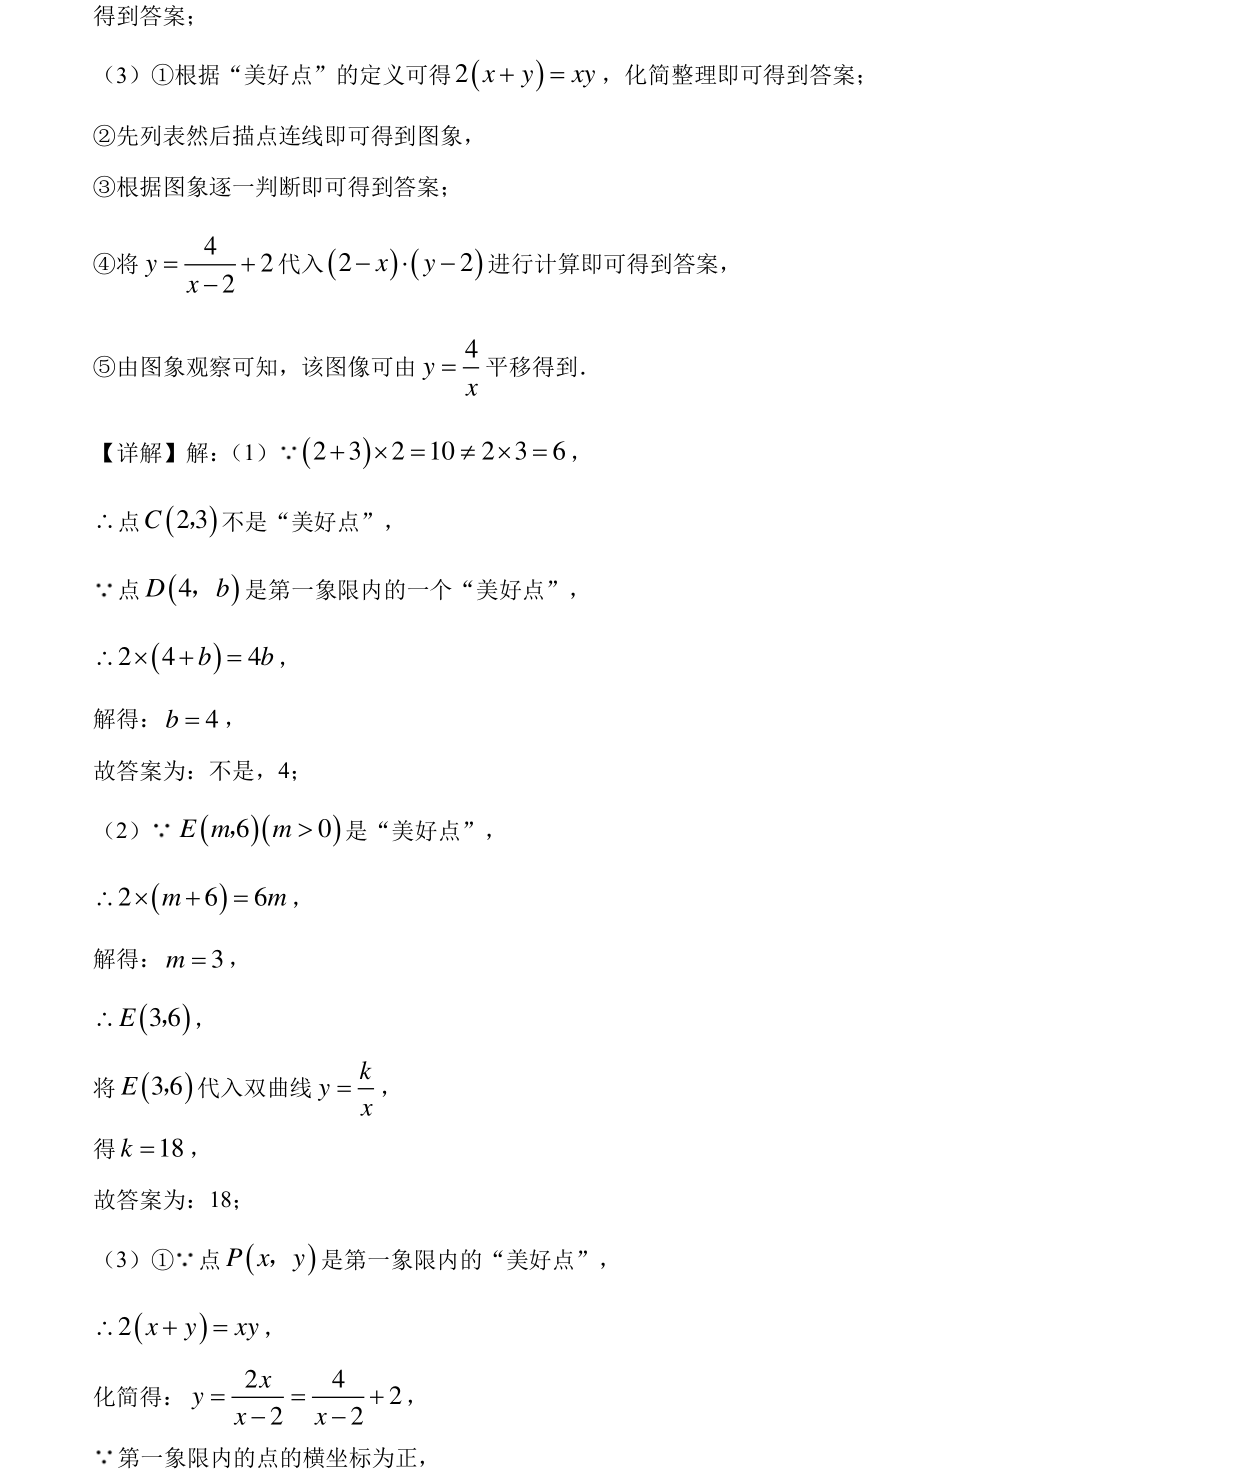 得到答案；
（3）①根据“美好点”的定义可得 2(x+y)=xy，化简整理即可得到答案；
②先列表然后描点连线即可得到图象，
③根据图象逐一判断即可得到答案；
④将 y=4/(x−2)+2 代入 (2−x)·(y−2) 进行计算即可得到答案，
⑤由图象观察可知，该图像可由 y=4/x 平移得到．
【详解】解：（1）∵(2+3)×2=10≠2×3=6，
∴点 C(2,3) 不是“美好点”，
∵点 D(4，b) 是第一象限内的一个“美好点”，
∴2×(4+b)=4b，
解得：b=4，
故答案为：不是，4；
（2）∵ E(m,6)(m>0) 是“美好点”，
∴2×(m+6)=6m，
解得：m=3，
∴E(3,6)，
将 E(3,6) 代入双曲线 y=k/x，
得 k=18，
故答案为：18；
（3）①∵点 P(x，y) 是第一象限内的“美好点”，
∴2(x+y)=xy，
化简得：y=2x/(x−2)=4/(x−2)+2，
∵第一象限内的点的横坐标为正，